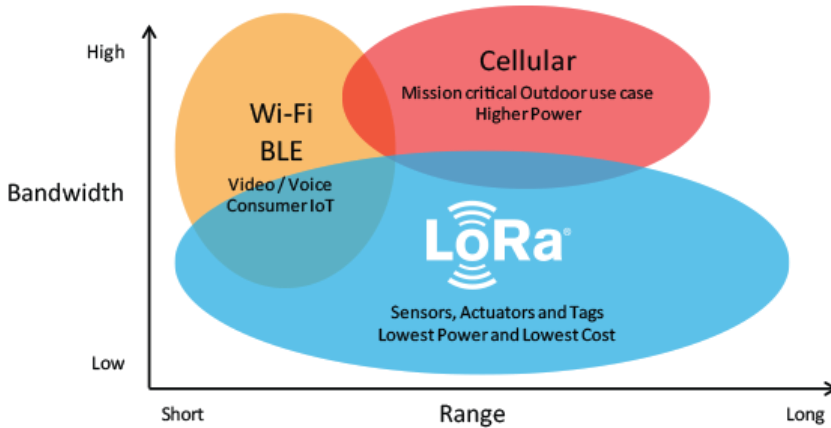 High
Cellular
Mission critical Outdoor use case
Higher Power
Wi-Fi
BLE
Video / Voice
Consumer IoT
Bandwidth
LoRa®
Sensors, Actuators and Tags
Lowest Power and Lowest Cost
Low
Short
Range
Long